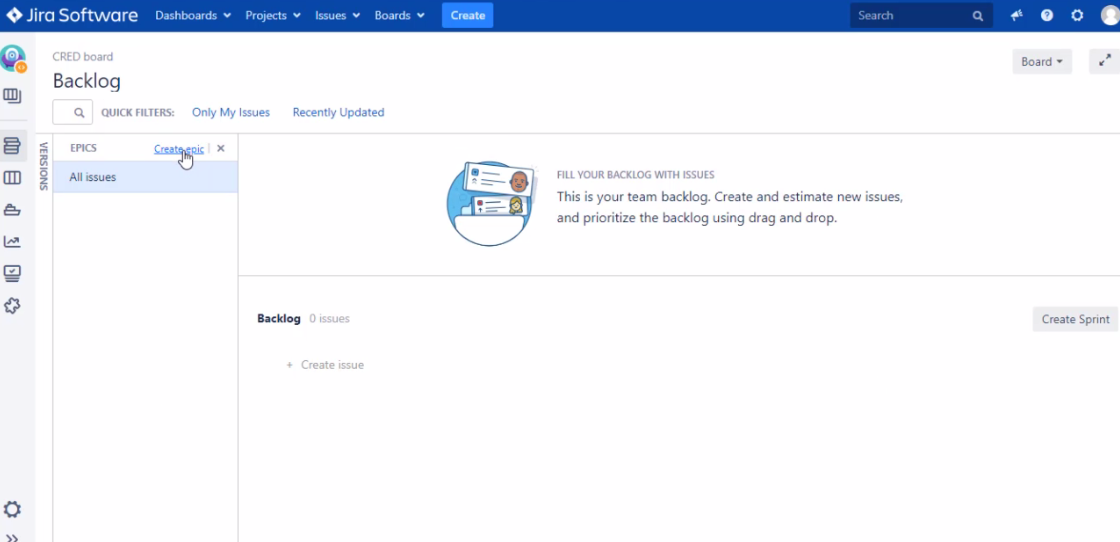 Jira Software Dashboards Projects Issues Boards Create Search
CRED board
Backlog
Board
QUICK FILTERS: Only My Issues Recently Updated
VERSIONS
EPICS Create epic
All issues
FILL YOUR BACKLOG WITH ISSUES
This is your team backlog. Create and estimate new issues,
and prioritize the backlog using drag and drop.
Backlog 0 issues
Create Sprint
+ Create issue